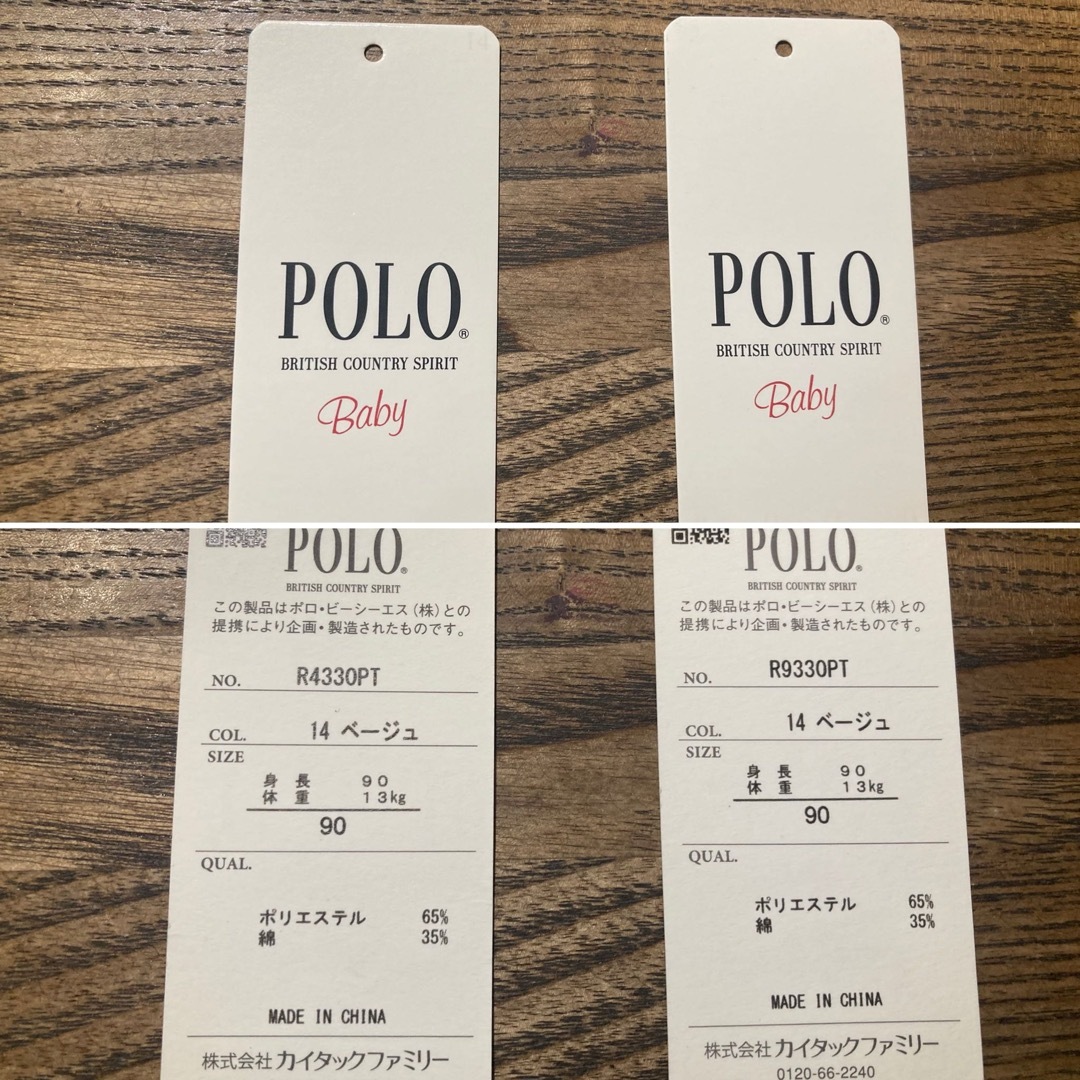 POLO®
BRITISH COUNTRY SPIRIT
Baby
POLO®
BRITISH COUNTRY SPIRIT
Baby
POLO®
BRITISH COUNTRY SPIRIT
この製品はポロ・ビーシーエス(株)との
提携により企画・製造されたものです。
NO. R4330PT
COL. 14 ベージュ
SIZE
身長 90
体重 13kg
90
QUAL.
ポリエステル 65%
綿 35%
MADE IN CHINA
株式会社カイタックファミリー
POLO®
BRITISH COUNTRY SPIRIT
この製品はポロ・ビーシーエス(株)との
提携により企画・製造されたものです。
NO. R9330PT
COL. 14 ベージュ
SIZE
身長 90
体重 13kg
90
QUAL.
ポリエステル 65%
綿 35%
MADE IN CHINA
株式会社カイタックファミリー
0120-66-2240